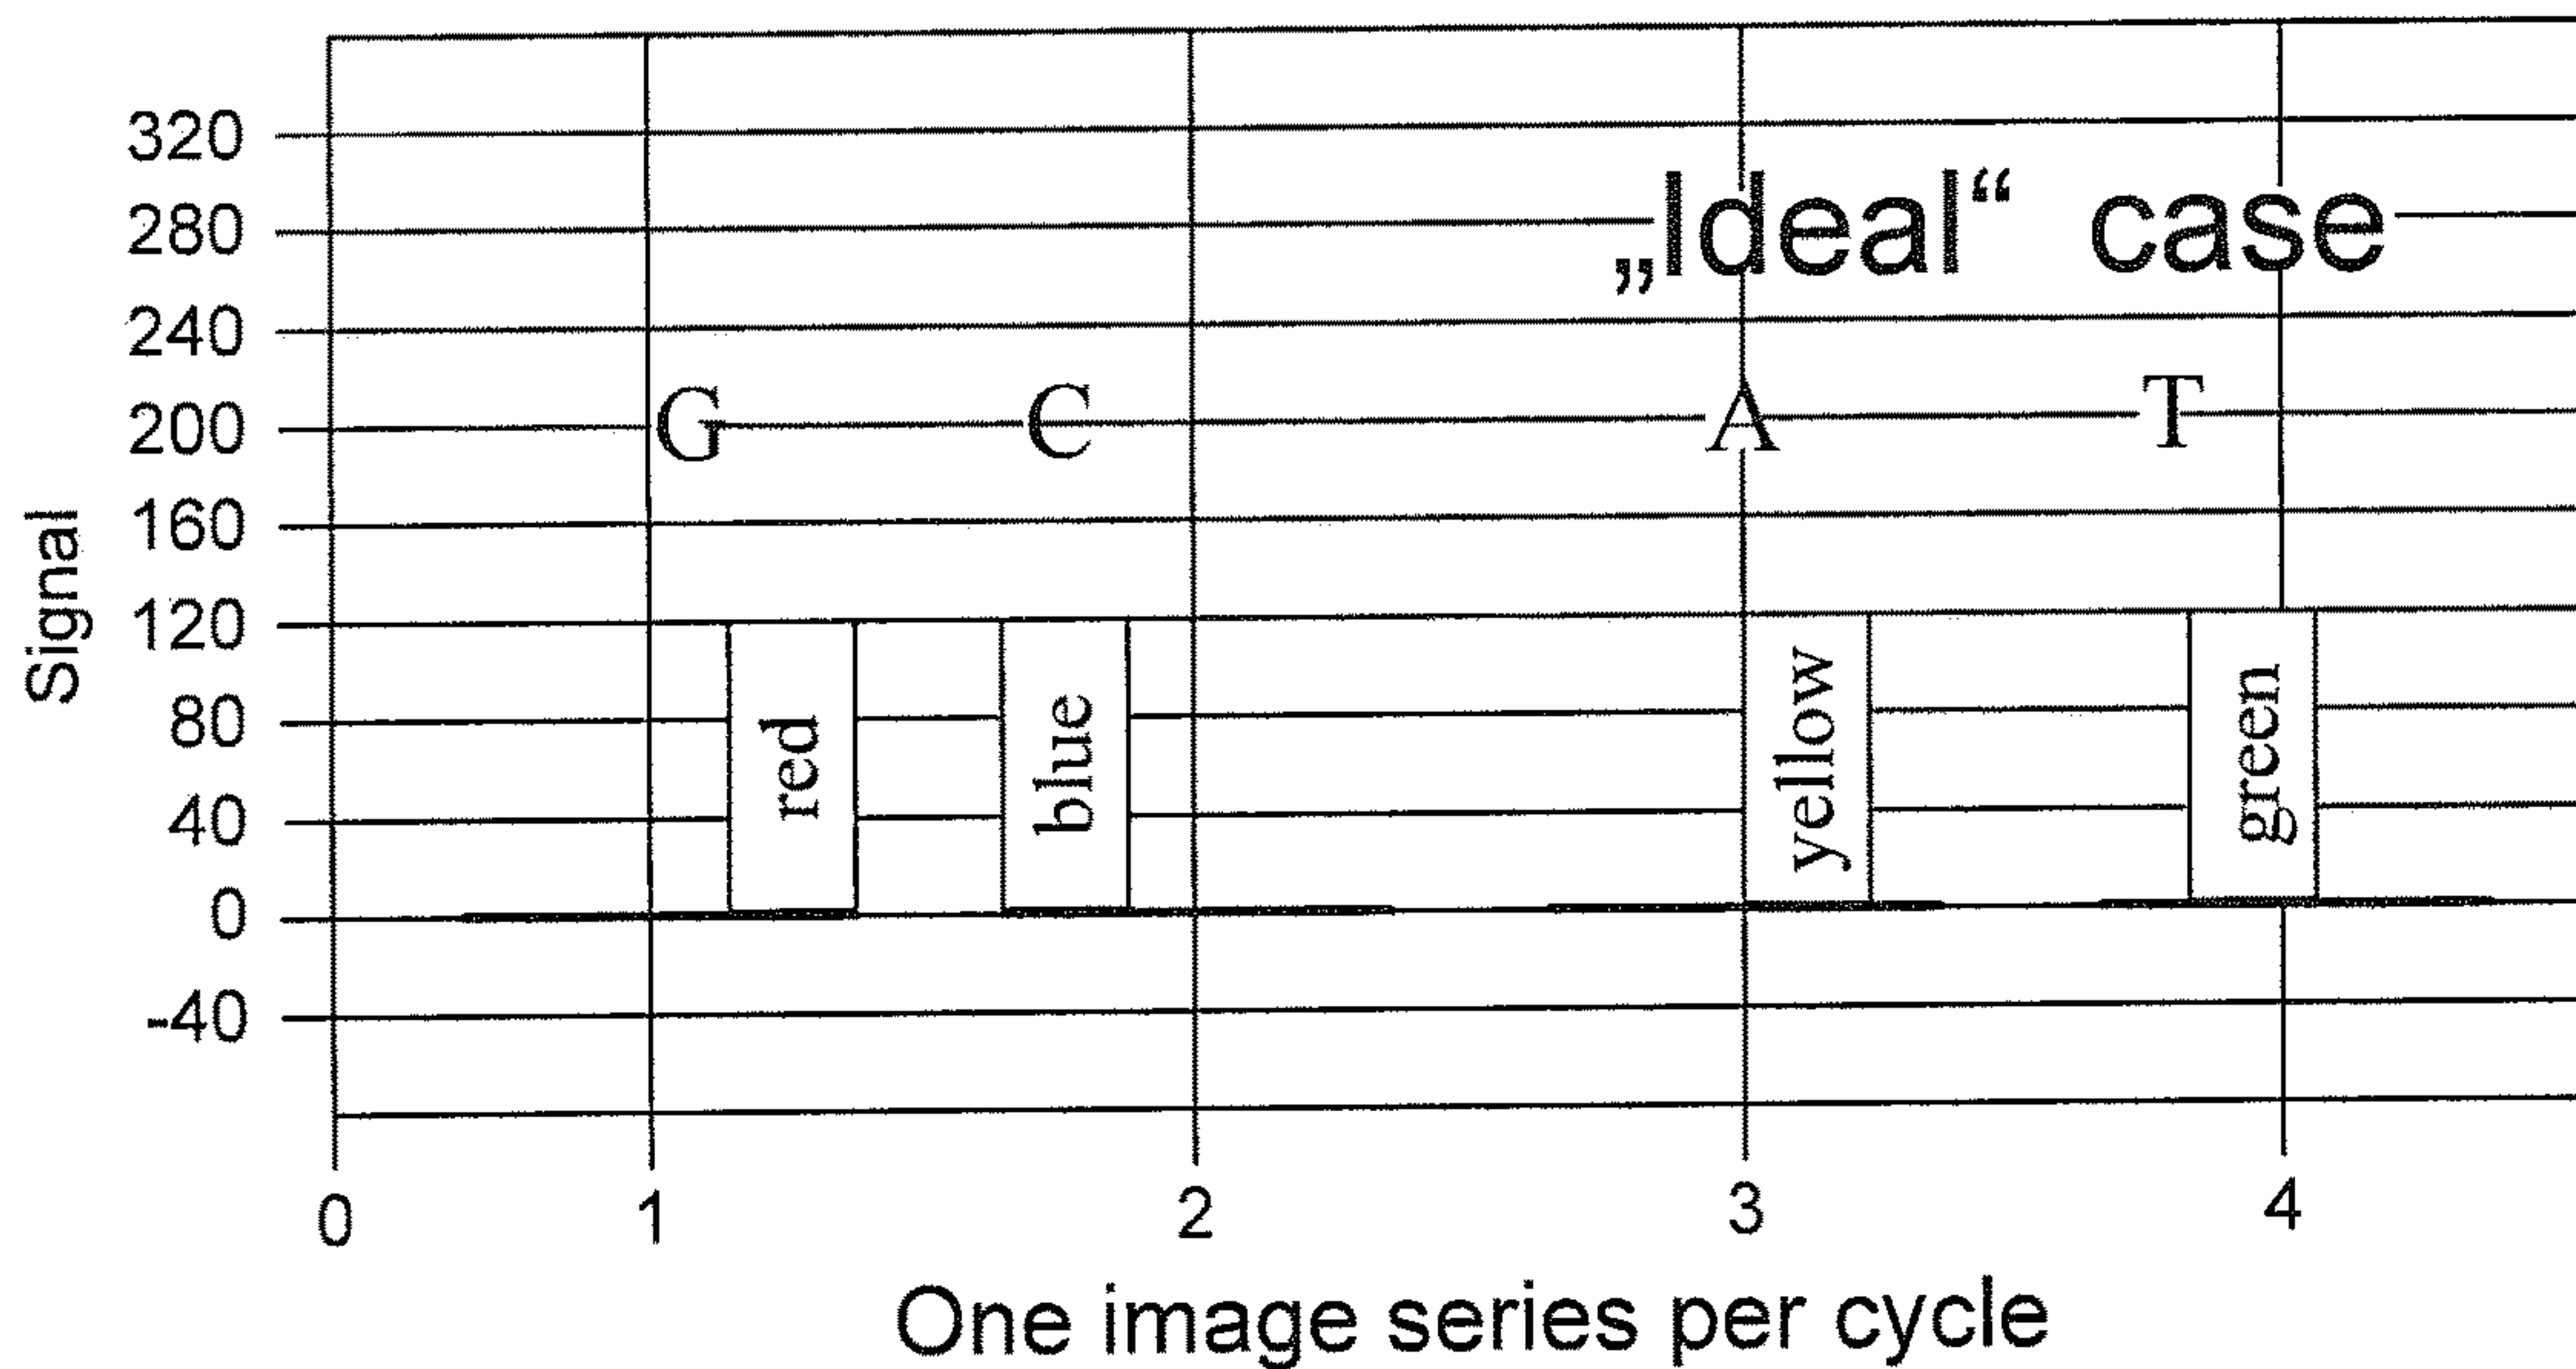 320
280
„Ideal“ case
240
200
G C A T
160
120
80
40
0
-40
Signal
red
blue
yellow
green
0 1 2 3 4
One image series per cycle